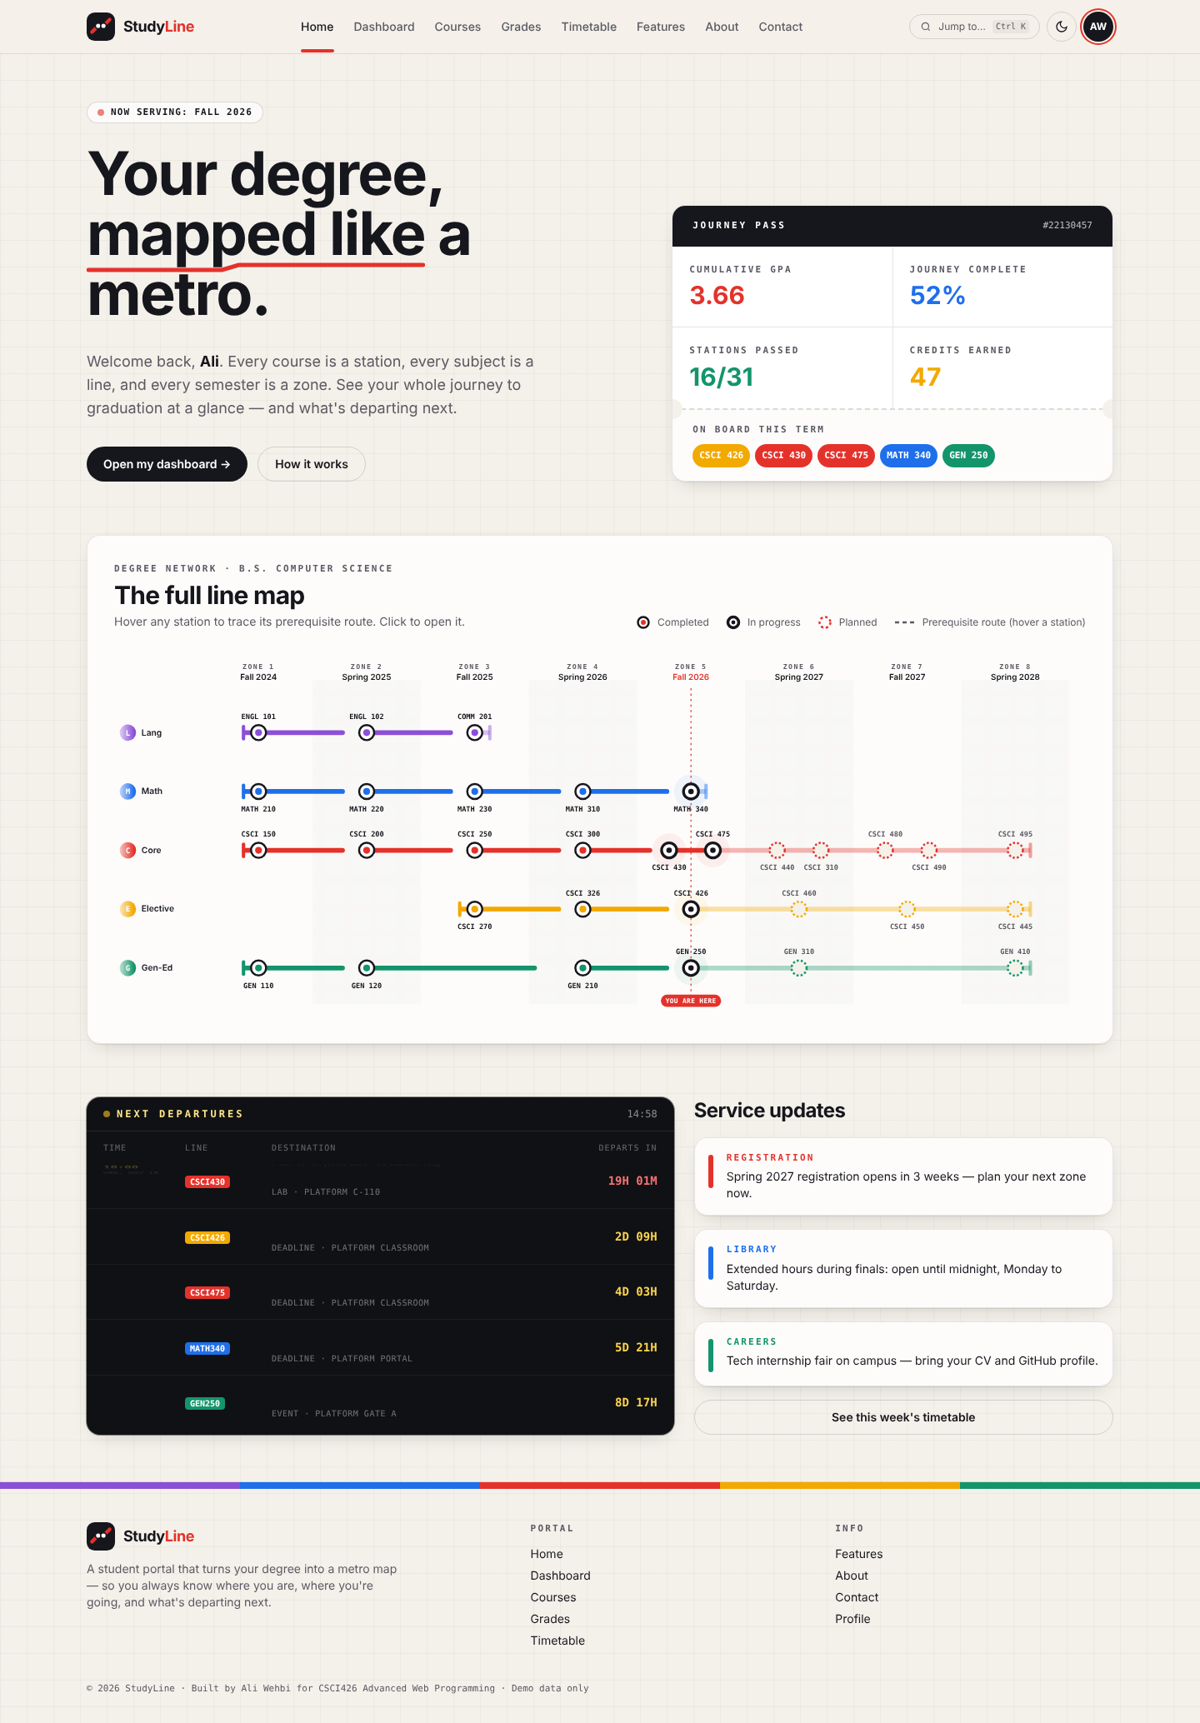 StudyLine
Home Dashboard Courses Grades Timetable Features About Contact
Jump to... Ctrl K
AW
NOW SERVING: FALL 2026
Your degree,
mapped like a
metro.
Welcome back, Ali. Every course is a station, every subject is a
line, and every semester is a zone. See your whole journey to
graduation at a glance — and what's departing next.
Open my dashboard →
How it works
JOURNEY PASS #22130457
CUMULATIVE GPA
3.66
JOURNEY COMPLETE
52%
STATIONS PASSED
16/31
CREDITS EARNED
47
ON BOARD THIS TERM
CSCI 426 CSCI 430 CSCI 475 MATH 340 GEN 250
DEGREE NETWORK · B.S. COMPUTER SCIENCE
The full line map
Hover any station to trace its prerequisite route. Click to open it.
Completed In progress Planned Prerequisite route (hover a station)
ZONE 1 ZONE 2 ZONE 3 ZONE 4 ZONE 5 ZONE 6 ZONE 7 ZONE 8
Fall 2024 Spring 2025 Fall 2025 Spring 2026 Fall 2026 Spring 2027 Fall 2027 Spring 2028
ENGL 101 ENGL 102 COMM 201
L Lang
M Math
MATH 210 MATH 220 MATH 230 MATH 310 MATH 340
CSCI 150 CSCI 200 CSCI 250 CSCI 300 CSCI 475 CSCI 480 CSCI 495
C Core
CSCI 430 CSCI 440 CSCI 310 CSCI 490
CSCI 326 CSCI 426 CSCI 460
E Elective
CSCI 270 CSCI 450 CSCI 445
GEN 250 GEN 310 GEN 410
G Gen-Ed
GEN 110 GEN 120 GEN 210
YOU ARE HERE
NEXT DEPARTURES 14:58
TIME LINE DESTINATION DEPARTS IN
CSCI430 19H 01M
LAB · PLATFORM C-110
CSCI426 2D 09H
DEADLINE · PLATFORM CLASSROOM
CSCI475 4D 03H
DEADLINE · PLATFORM CLASSROOM
MATH340 5D 21H
DEADLINE · PLATFORM PORTAL
GEN250 8D 17H
EVENT · PLATFORM GATE A
Service updates
REGISTRATION
Spring 2027 registration opens in 3 weeks — plan your next zone
now.
LIBRARY
Extended hours during finals: open until midnight, Monday to
Saturday.
CAREERS
Tech internship fair on campus — bring your CV and GitHub profile.
See this week's timetable
StudyLine
A student portal that turns your degree into a metro map
— so you always know where you are, where you're
going, and what's departing next.
PORTAL
Home
Dashboard
Courses
Grades
Timetable
INFO
Features
About
Contact
Profile
© 2026 StudyLine · Built by Ali Wehbi for CSCI426 Advanced Web Programming · Demo data only